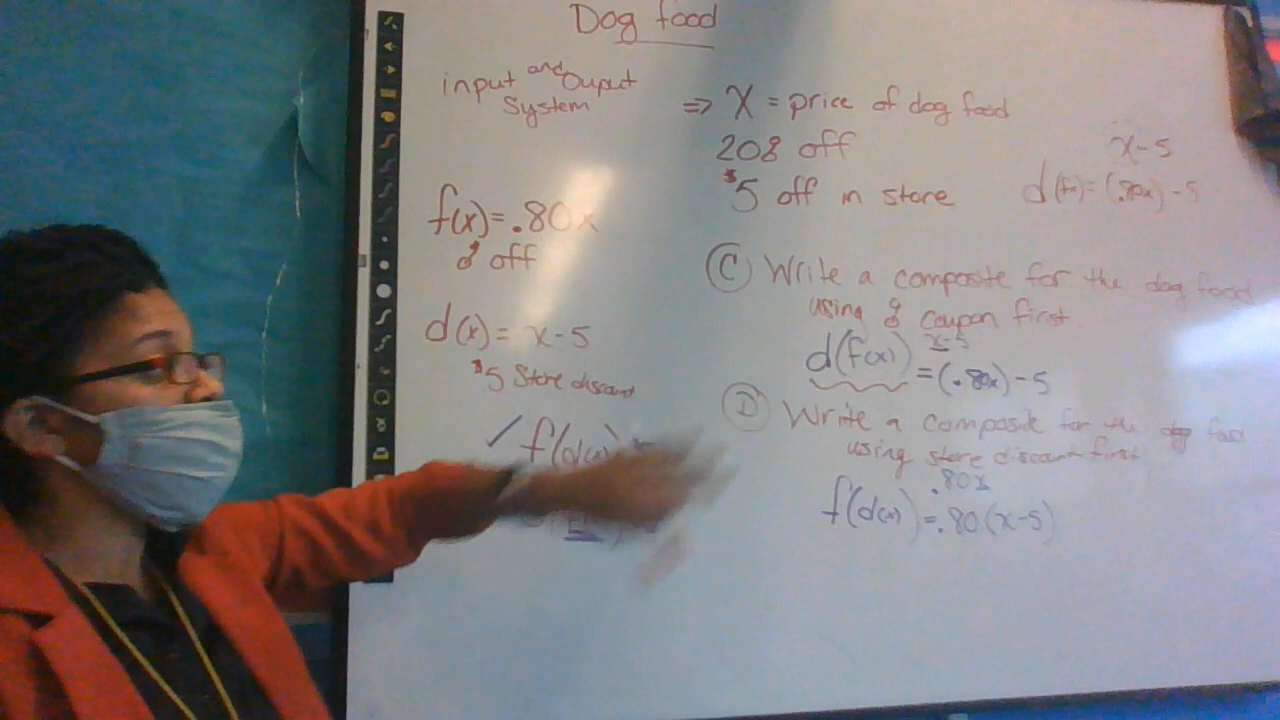 Dog food
input and Ouput
System
f(x) = .80x
% off
d(x) = x-5
$5 Store discount
✓ f(d(x))
⇒ X = price of dog food
20% off
$5 off in store
x-5
d(f(x) = (.80x) - 5
(C) Write a composite for the dog food
using % coupon first
x-5
d(f(x)) = (.80x) - 5
(D) Write a composite for the dog food
using store discount first
.80x
f(d(x)) = .80(x-5)